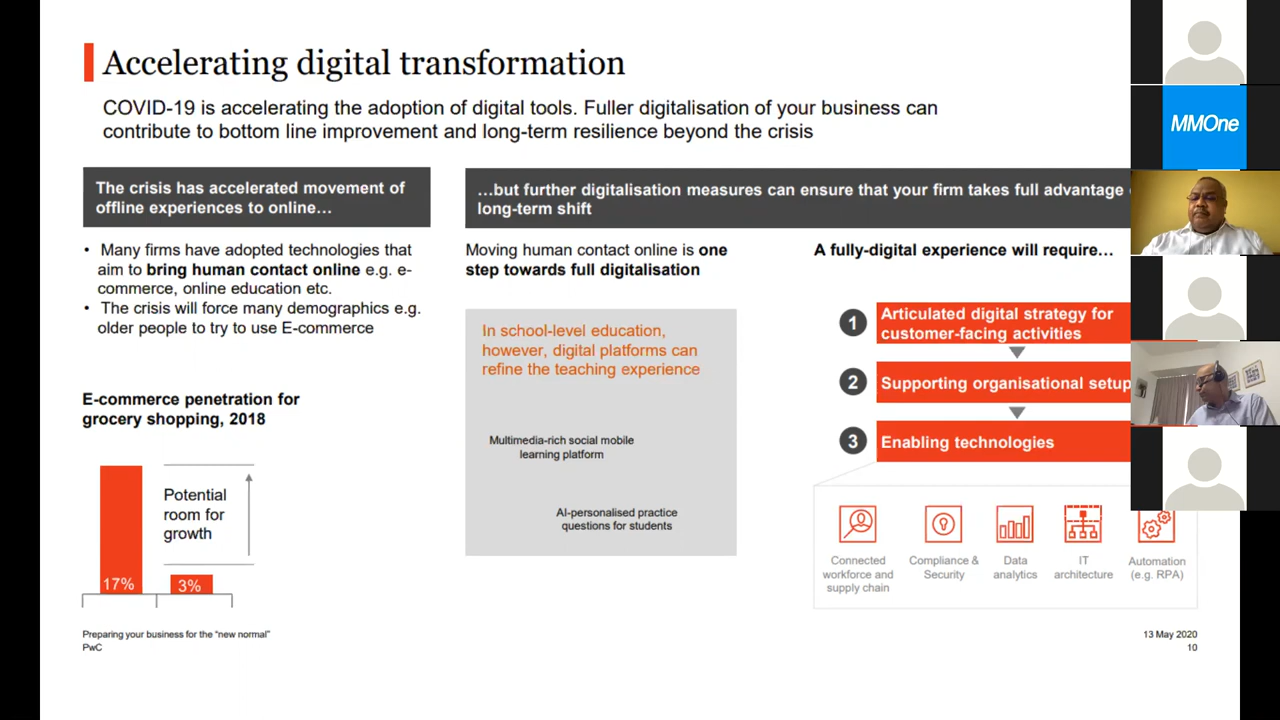 Accelerating digital transformation
COVID-19 is accelerating the adoption of digital tools. Fuller digitalisation of your business can
contribute to bottom line improvement and long-term resilience beyond the crisis
The crisis has accelerated movement of
offline experiences to online…
• Many firms have adopted technologies that
aim to bring human contact online e.g. e-
commerce, online education etc.
• The crisis will force many demographics e.g.
older people to try to use E-commerce
E-commerce penetration for
grocery shopping, 2018
17%
3%
Potential
room for
growth
…but further digitalisation measures can ensure that your firm takes full advantage
long-term shift
Moving human contact online is one
step towards full digitalisation
In school-level education,
however, digital platforms can
refine the teaching experience
Multimedia-rich social mobile
learning platform
AI-personalised practice
questions for students
A fully-digital experience will require…
1
Articulated digital strategy for
customer-facing activities
2
Supporting organisational setup
3
Enabling technologies
Connected
workforce and
supply chain
Compliance &
Security
Data
analytics
IT
architecture
Automation
(e.g. RPA)
Preparing your business for the “new normal”
PwC
13 May 2020
10
MMOne